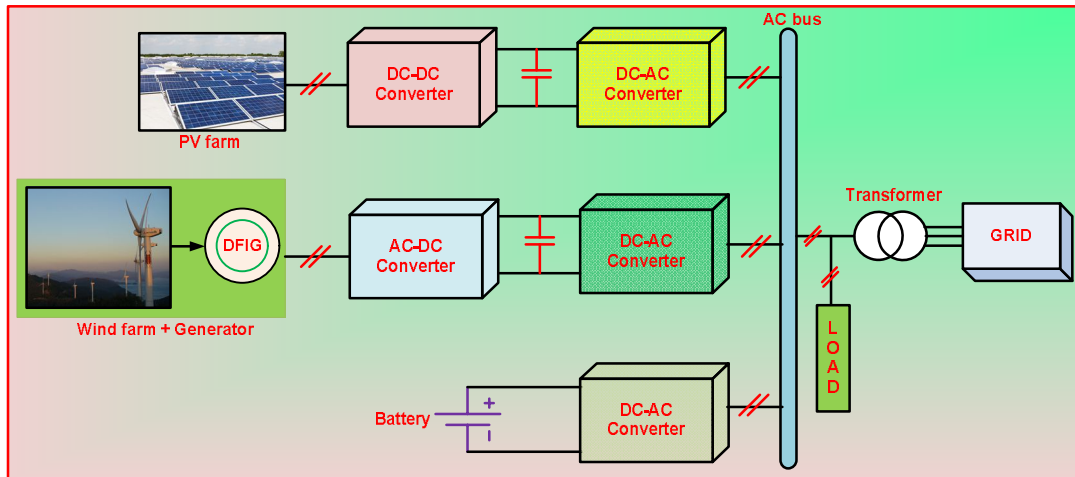 AC bus
DC-DC
Converter
DC-AC
Converter
PV farm
Transformer
DFIG
AC-DC
Converter
DC-AC
Converter
GRID
Wind farm + Generator
L
O
A
D
Battery
+
-
DC-AC
Converter